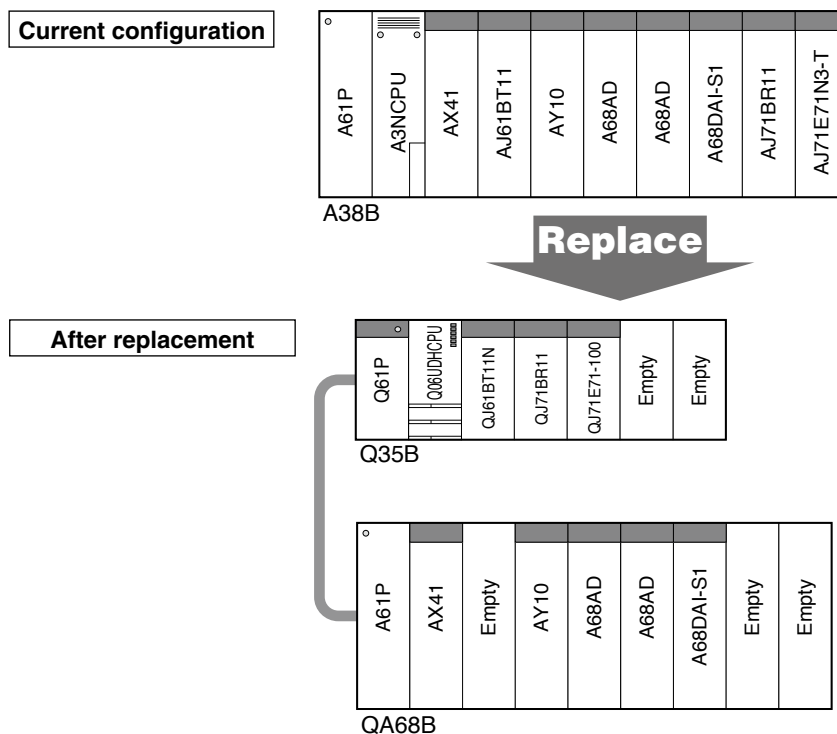 Current configuration
A61P
A3NCPU
AX41
AJ61BT11
AY10
A68AD
A68AD
A68DAI-S1
AJ71BR11
AJ71E71N3-T
A38B
Replace
After replacement
Q61P
Q06UDHCPU
QJ61BT11N
QJ71BR11
QJ71E71-100
Empty
Empty
Q35B
A61P
AX41
Empty
AY10
A68AD
A68AD
A68DAI-S1
Empty
Empty
QA68B